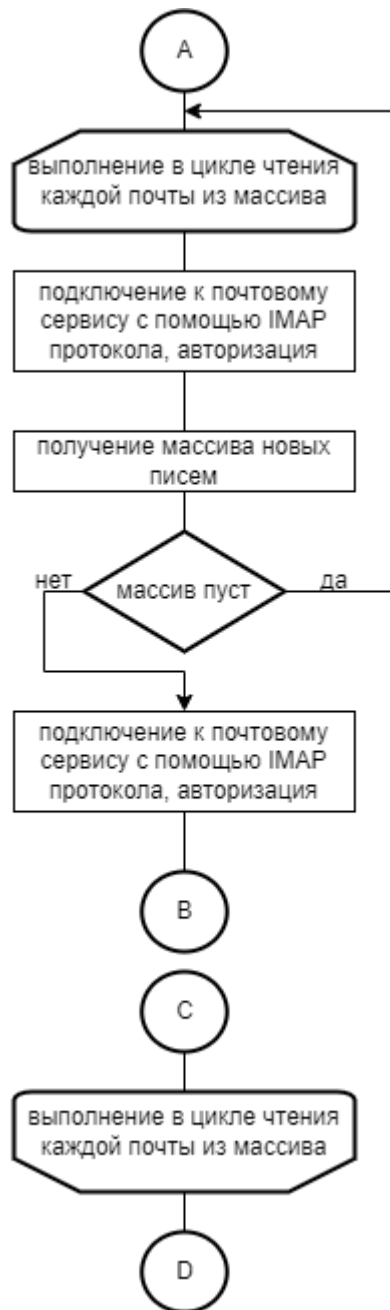 A
выполнение в цикле чтения
каждой почты из массива
подключение к почтовому
сервису с помощью IMAP
протокола, авторизация
получение массива новых
писем
нет
массив пуст
да
подключение к почтовому
сервису с помощью IMAP
протокола, авторизация
B
C
выполнение в цикле чтения
каждой почты из массива
D